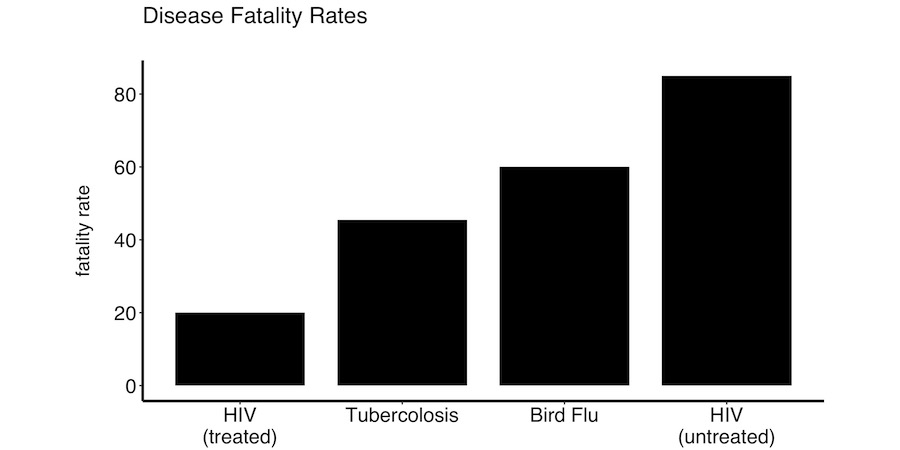 Disease Fatality Rates
fatality rate
80
60
40
20
0
HIV
(treated)
Tubercolosis
Bird Flu
HIV
(untreated)